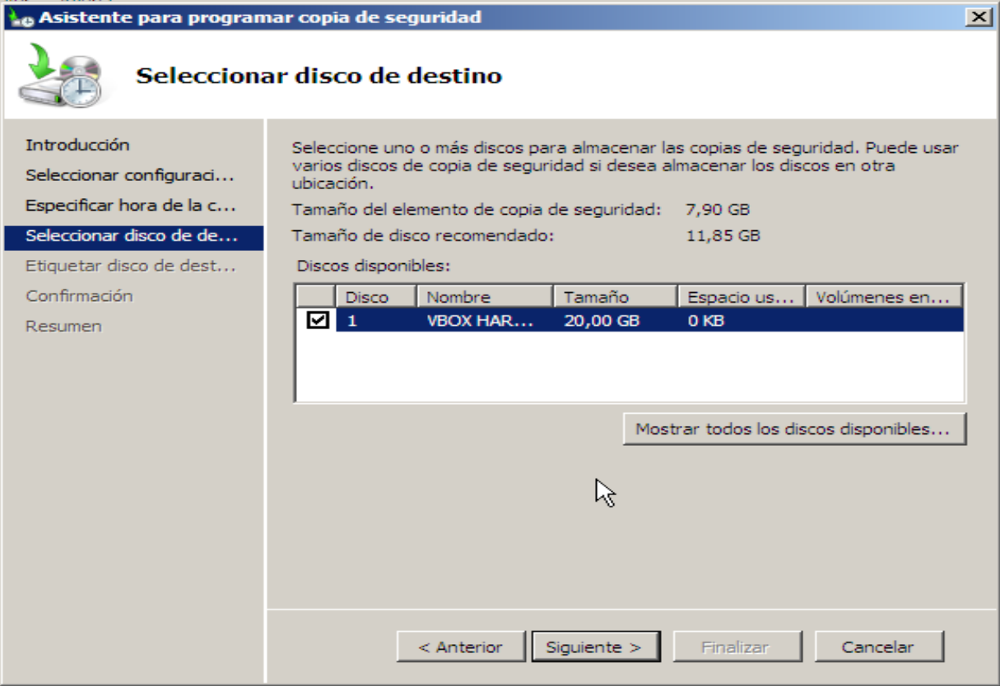 Asistente para programar copia de seguridad
Seleccionar disco de destino
Introducción
Seleccionar configuraci...
Especificar hora de la c...
Seleccionar disco de de...
Etiquetar disco de dest...
Confirmación
Resumen
Seleccione uno o más discos para almacenar las copias de seguridad. Puede usar
varios discos de copia de seguridad si desea almacenar los discos en otra
ubicación.
Tamaño del elemento de copia de seguridad: 7,90 GB
Tamaño de disco recomendado: 11,85 GB
Discos disponibles:
Disco Nombre Tamaño Espacio us... Volúmenes en...
1 VBOX HAR... 20,00 GB 0 KB
Mostrar todos los discos disponibles...
< Anterior Siguiente > Finalizar Cancelar